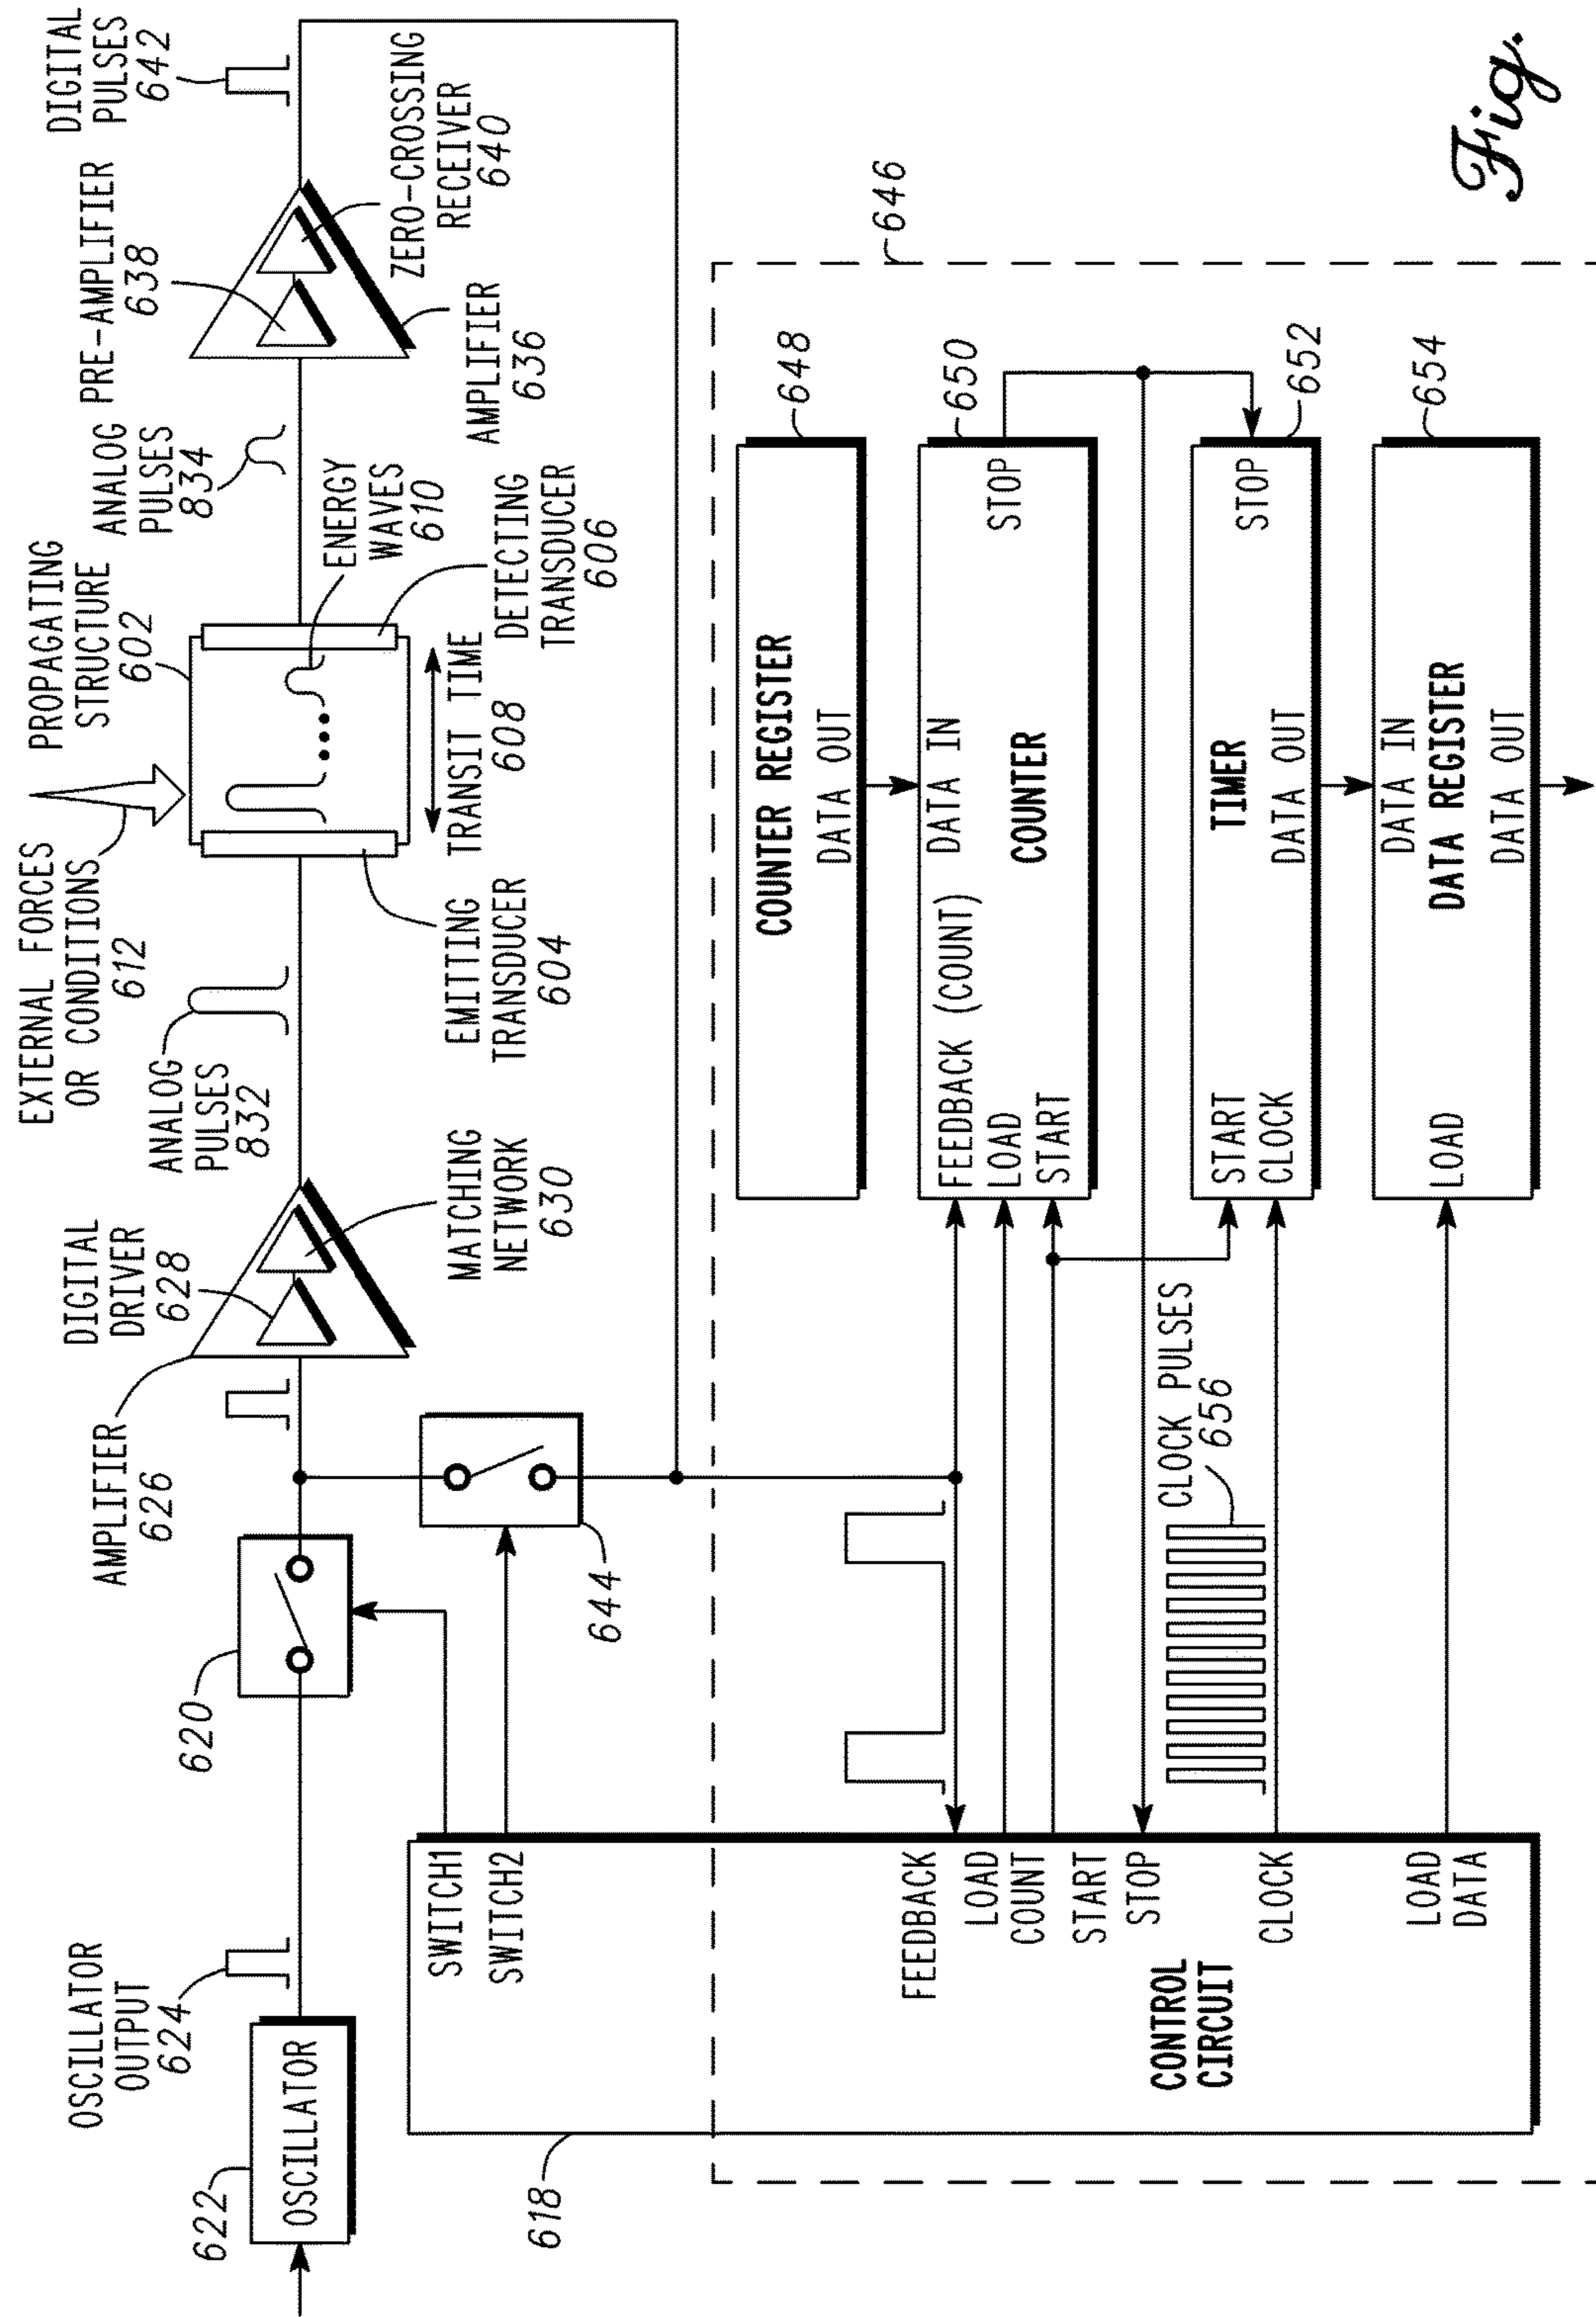 EXTERNAL FORCES
OR CONDITIONS
612
PROPAGATING
STRUCTURE
602
OSCILLATOR
OUTPUT
624
622
OSCILLATOR
620
AMPLIFIER
626
DIGITAL
DRIVER
628
MATCHING
NETWORK
630
ANALOG
PULSES
832
EMITTING
TRANSDUCER
604
TRANSIT TIME
608
ENERGY
WAVES
610
DETECTING
TRANSDUCER
606
ANALOG
PULSES
834
PRE-AMPLIFIER
638
AMPLIFIER
636
ZERO-CROSSING
RECEIVER
640
DIGITAL
PULSES
642
644
646
618
SWITCH1
SWITCH2
FEEDBACK
LOAD
COUNT
START
STOP
CLOCK
LOAD
DATA
CONTROL
CIRCUIT
CLOCK PULSES
656
COUNTER REGISTER
DATA OUT
648
FEEDBACK (COUNT)
DATA IN
LOAD
START
COUNTER
STOP
650
START
CLOCK
TIMER
DATA OUT
STOP
652
LOAD
DATA IN
DATA REGISTER
DATA OUT
654
Fig.